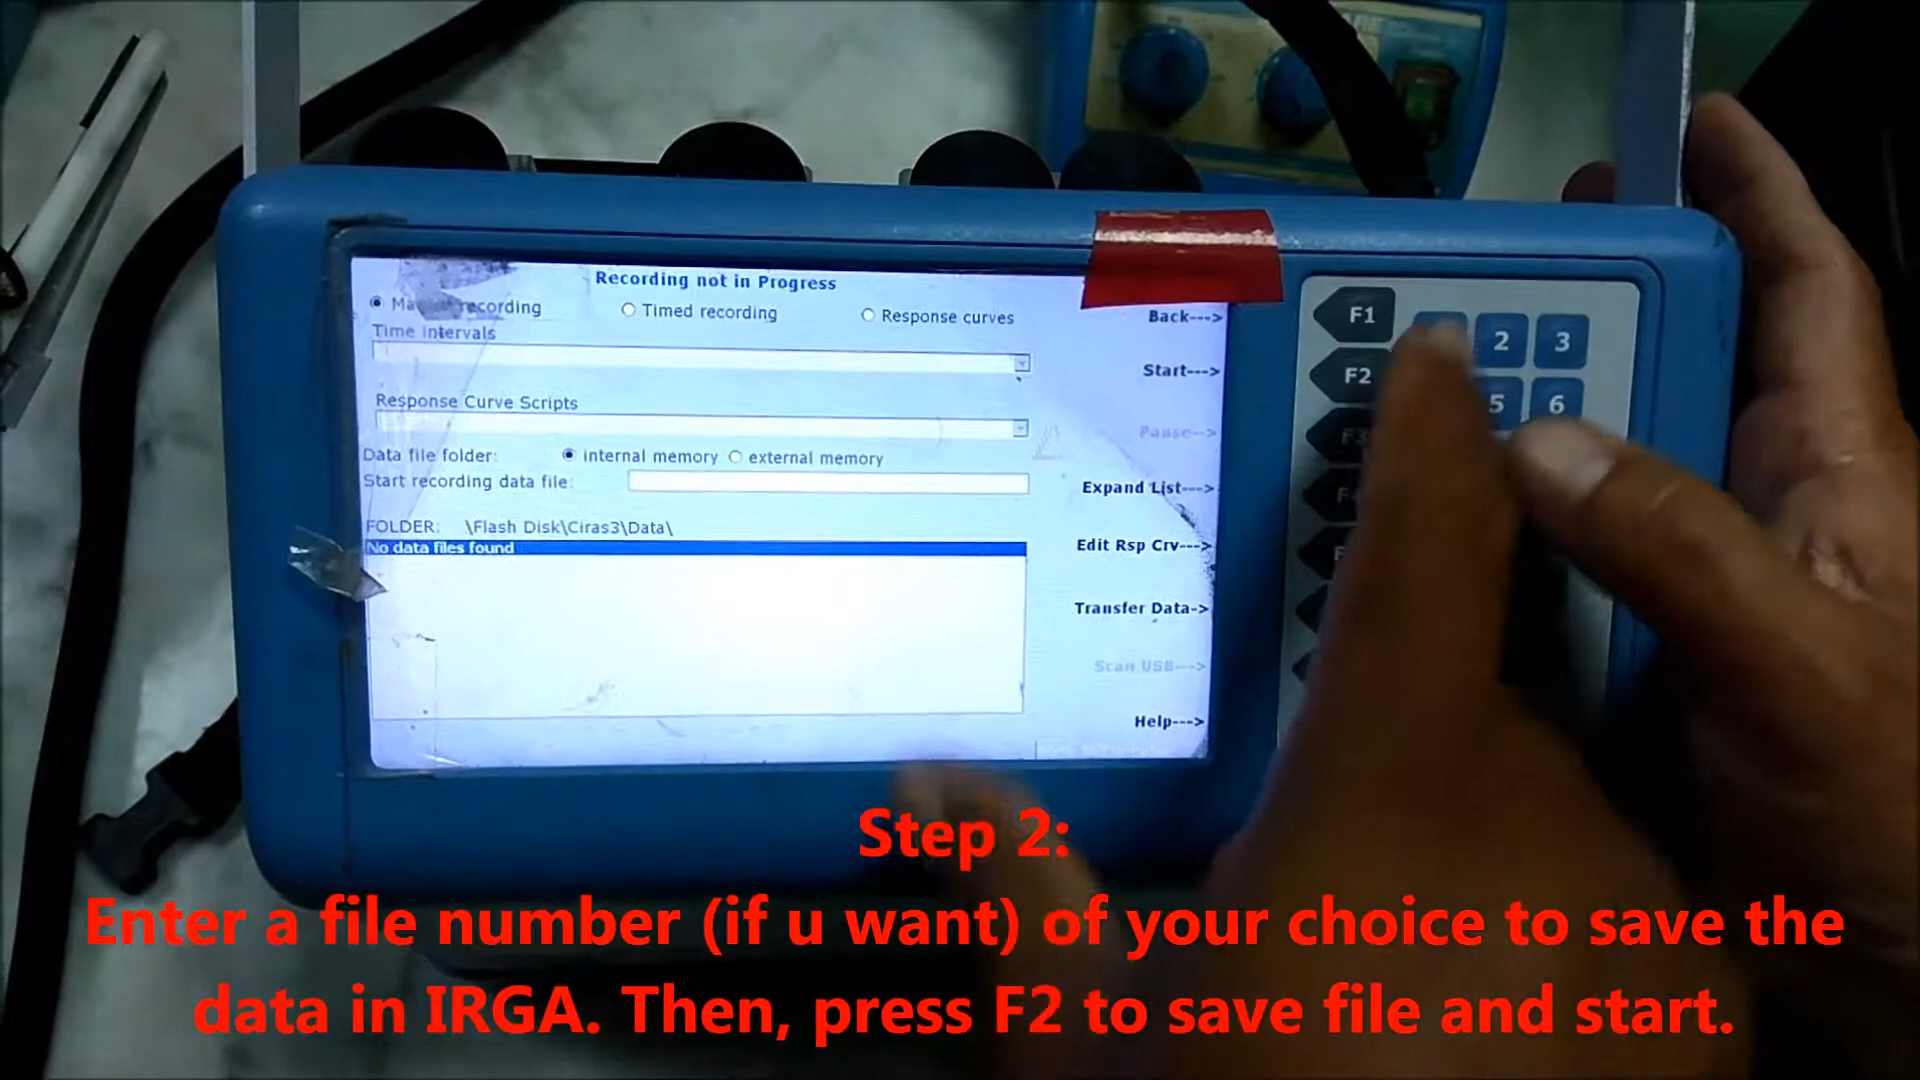 Recording not in Progress
recording
Timed recording
Response curves
Time Intervals
Response Curve Scripts
Data file folder: internal memory external memory
Start recording data file:
FOLDER: \Flash Disk\Ciras3\Data\
No data files found
Back--->
Start--->
Pause-->
Expand List--->
Edit Rsp Crv--->
Transfer Data->
Scan USB--->
Help--->
F1
2 3
F2
5 6
F3
Step 2:
Enter a file number (if u want) of your choice to save the
data in IRGA. Then, press F2 to save file and start.